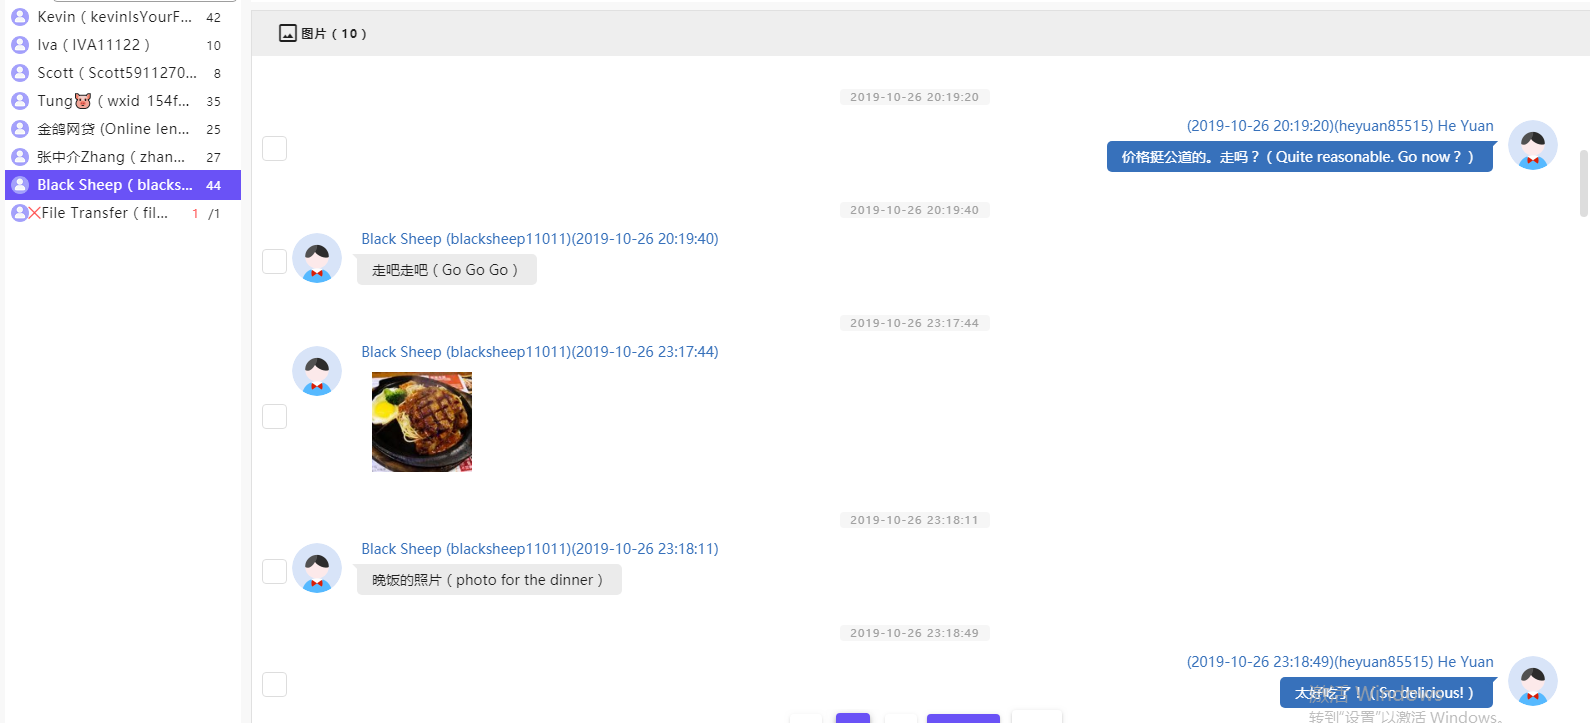 Kevin ( kevinIsYourF... 42
Iva ( IVA11122 ) 10
Scott ( Scott5911270... 8
Tung🐷 ( wxid 154f... 35
金鸽网贷 (Online len... 25
张中介Zhang ( zhan... 27
Black Sheep ( blacks... 44
File Transfer ( fil... 1 /1
图片 ( 10 )
2019-10-26 20:19:20
(2019-10-26 20:19:20)(heyuan85515) He Yuan
价格挺公道的。走吗？ ( Quite reasonable. Go now？ )
2019-10-26 20:19:40
Black Sheep (blacksheep11011)(2019-10-26 20:19:40)
走吧走吧 ( Go Go Go )
2019-10-26 23:17:44
Black Sheep (blacksheep11011)(2019-10-26 23:17:44)
2019-10-26 23:18:11
Black Sheep (blacksheep11011)(2019-10-26 23:18:11)
晚饭的照片 ( photo for the dinner )
2019-10-26 23:18:49
(2019-10-26 23:18:49)(heyuan85515) He Yuan
太好吃了！ ( So delicious! )
激活 Windows
转到"设置"以激活 Windows。